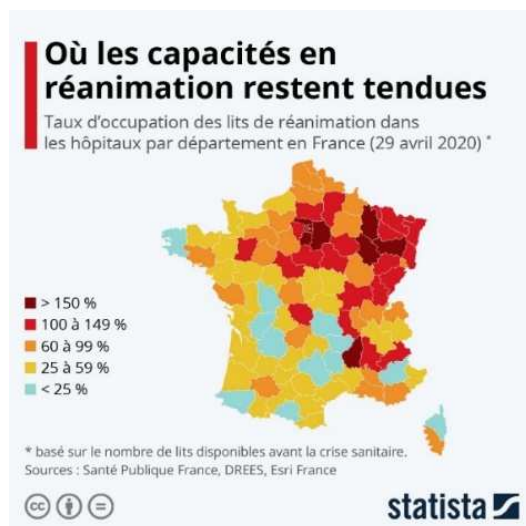 Où les capacités en
réanimation restent tendues
Taux d'occupation des lits de réanimation dans
les hôpitaux par département en France (29 avril 2020) *
> 150 %
100 à 149 %
60 à 99 %
25 à 59 %
< 25 %
* basé sur le nombre de lits disponibles avant la crise sanitaire.
Sources : Santé Publique France, DREES, Esri France
cc
statista